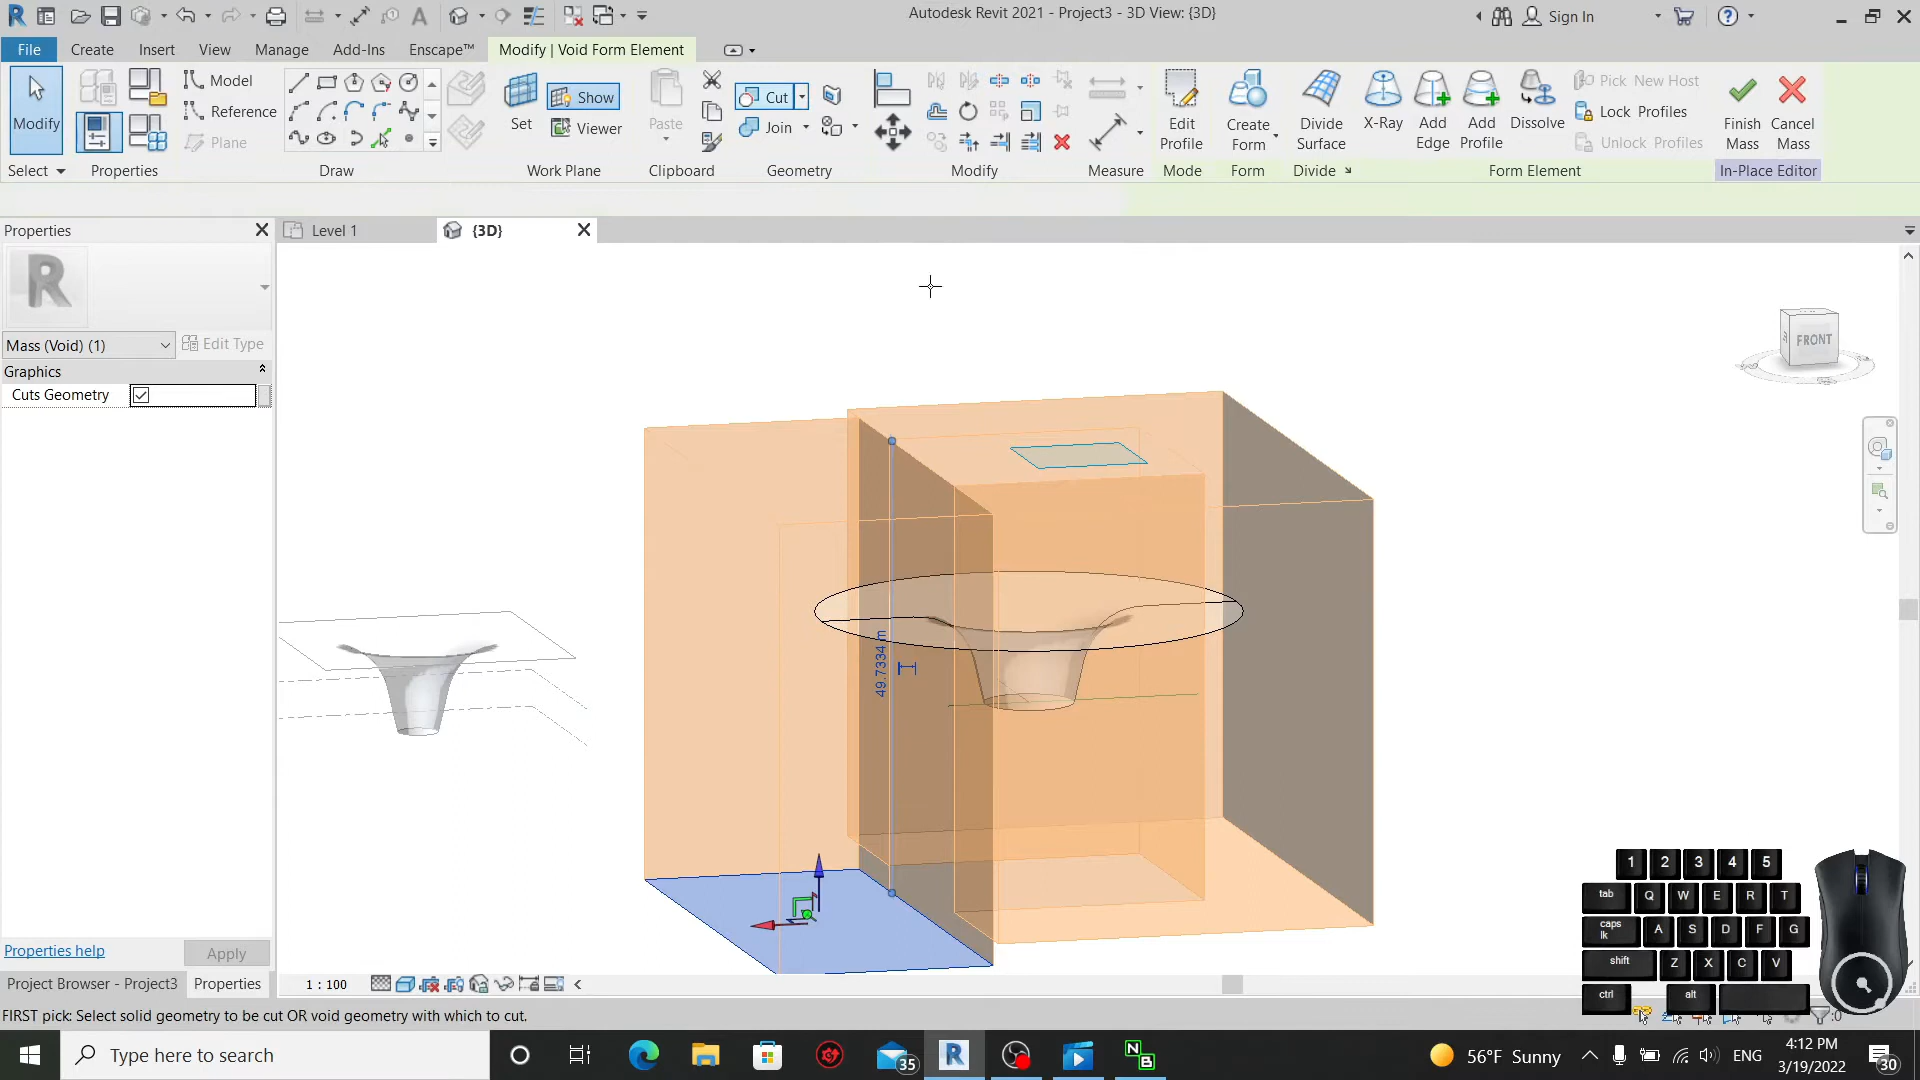 Autodesk Revit 2021 - Project3 - 3D View: {3D}
Sign In
File
Create
Insert
View
Manage
Add-Ins
Enscape™
Modify | Void Form Element
Modify
Model
Reference
Plane
Set
Show
Viewer
Paste
Cut
Join
Edit Profile
Create Form
Divide Surface
X-Ray
Add Edge
Add Profile
Dissolve
Pick New Host
Lock Profiles
Unlock Profiles
Finish Mass
Cancel Mass
Select
Properties
Draw
Work Plane
Clipboard
Geometry
Modify
Measure
Mode
Form
Divide
Form Element
In-Place Editor
Properties
Level 1
{3D}
R
Mass (Void) (1)
Edit Type
Graphics
Cuts Geometry
FRONT
49.7334 m
Properties help
Apply
Project Browser - Project3
Properties
1 : 100
1 2 3 4 5
tab Q W E R T
caps lk A S D F G
shift Z X C V
ctrl alt
FIRST pick: Select solid geometry to be cut OR void geometry with which to cut.
:0
Type here to search
35
R
N
B
56°F Sunny
ENG
4:12 PM
3/19/2022
30